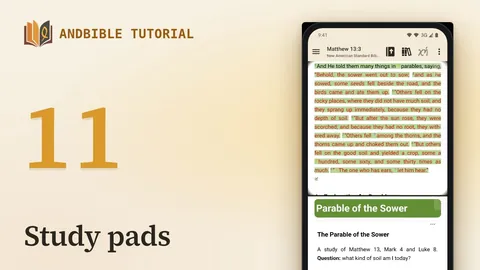 ANDBIBLE TUTORIAL
11
Study pads
9:41
3G
Matthew 13:3
New American Standard Bib...
And He told them many things in parables, saying,
"Behold, the sower went out to sow; and as he
sowed, some seeds fell beside the road, and the
birds came and ate them up. "Others fell on the
rocky places, where they did not have much soil; and
they sprang up immediately, because they had no
depth of soil. "But after the sun rose, they were
scorched; and because they had no root, they with-
ered away. "Others fell among the thorns, and the
thorns came up and choked them out. "But others
fell on the good soil and yielded a crop, some a
hundred, some sixty, and some thirty times as
much. "The one who has ears, let him hear."
Parable of the Sower
The Parable of the Sower
A study of Matthew 13, Mark 4 and Luke 8.
Question: what kind of soil am I today?